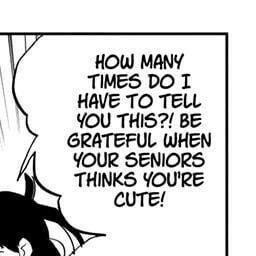 HOW MANY
TIMES DO I
HAVE TO TELL
YOU THIS?! BE
GRATEFUL WHEN
YOUR SENIORS
THINKS YOU'RE
CUTE!